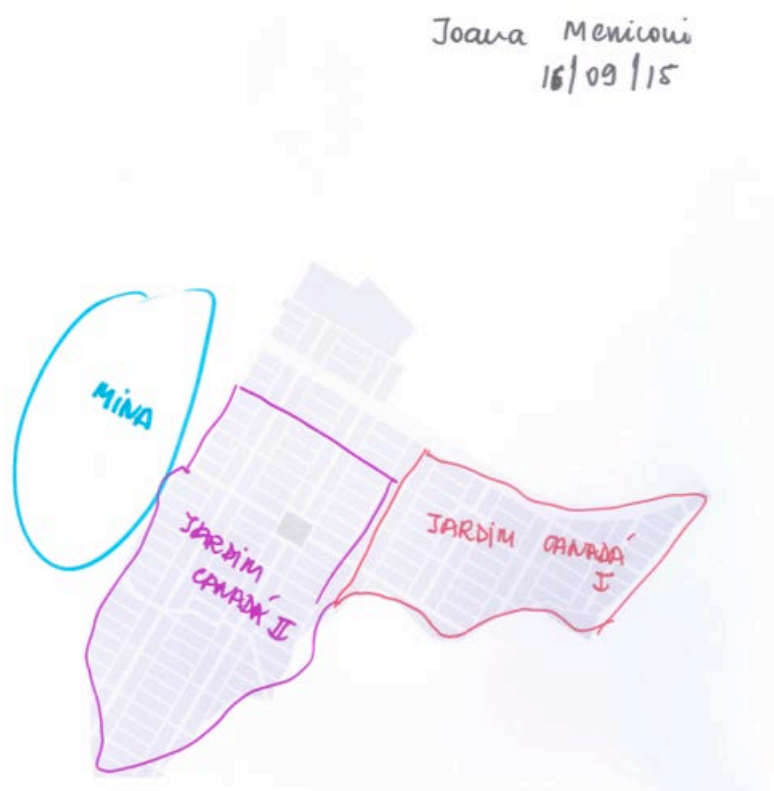 Joana Meniconi
16/09/15
MINA
JARDIM
CANADÁ II
JARDIM CANADÁ
I